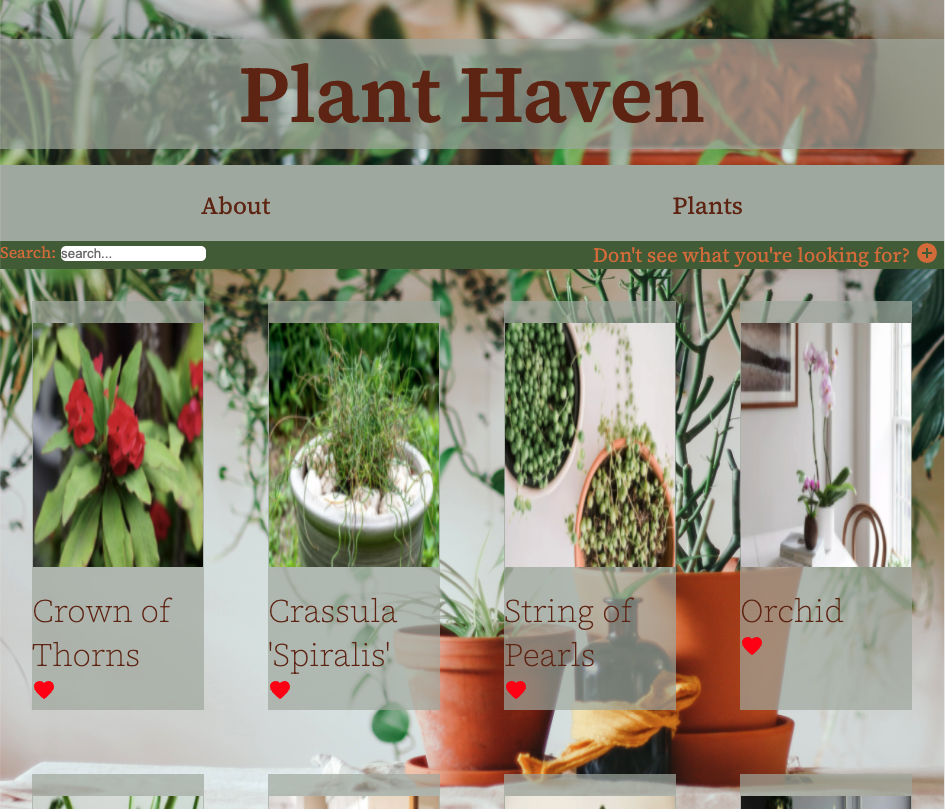 Plant Haven
About Plants
Search: search... Don't see what you're looking for?
Crown of
Thorns
Crassula
'Spiralis'
String of
Pearls
Orchid